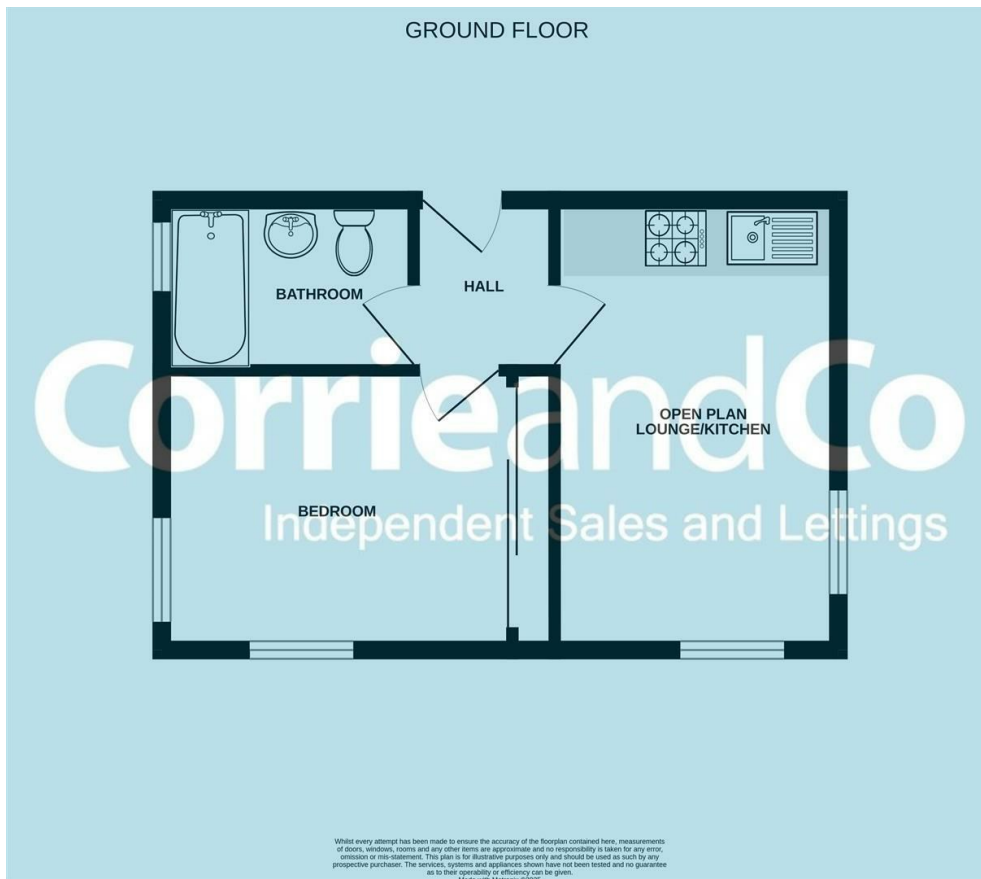 GROUND FLOOR
BATHROOM
HALL
OPEN PLAN
LOUNGE/KITCHEN
CorrieandCo
BEDROOM
Independent Sales and Lettings
Whilst every attempt has been made to ensure the accuracy of the floorplan contained here, measurements
of doors, windows, rooms and any other items are approximate and no responsibility is taken for any error,
omission or mis-statement. This plan is for illustrative purposes only and should be used as such by any
prospective purchaser. The services, systems and appliances shown have not been tested and no guarantee
as to their operability or efficiency can be given.
Made with Metropix ©2025